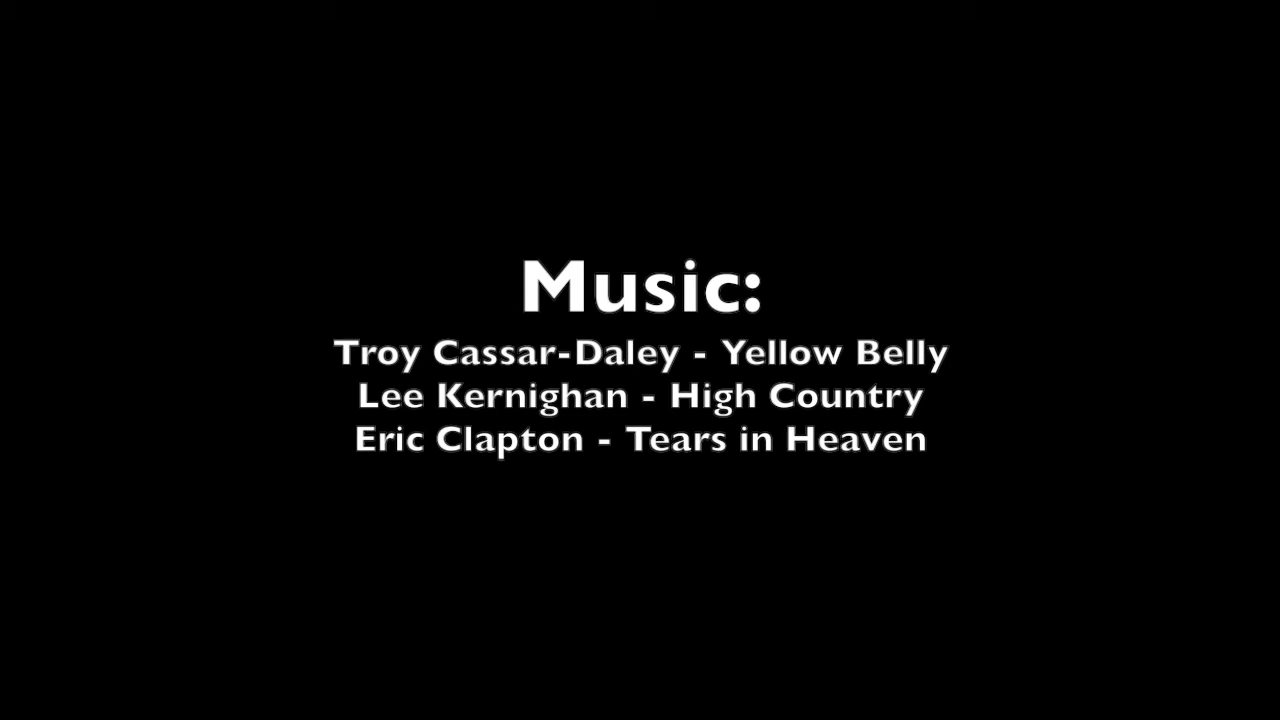 Music:
Troy Cassar-Daley - Yellow Belly
Lee Kernighan - High Country
Eric Clapton - Tears in Heaven